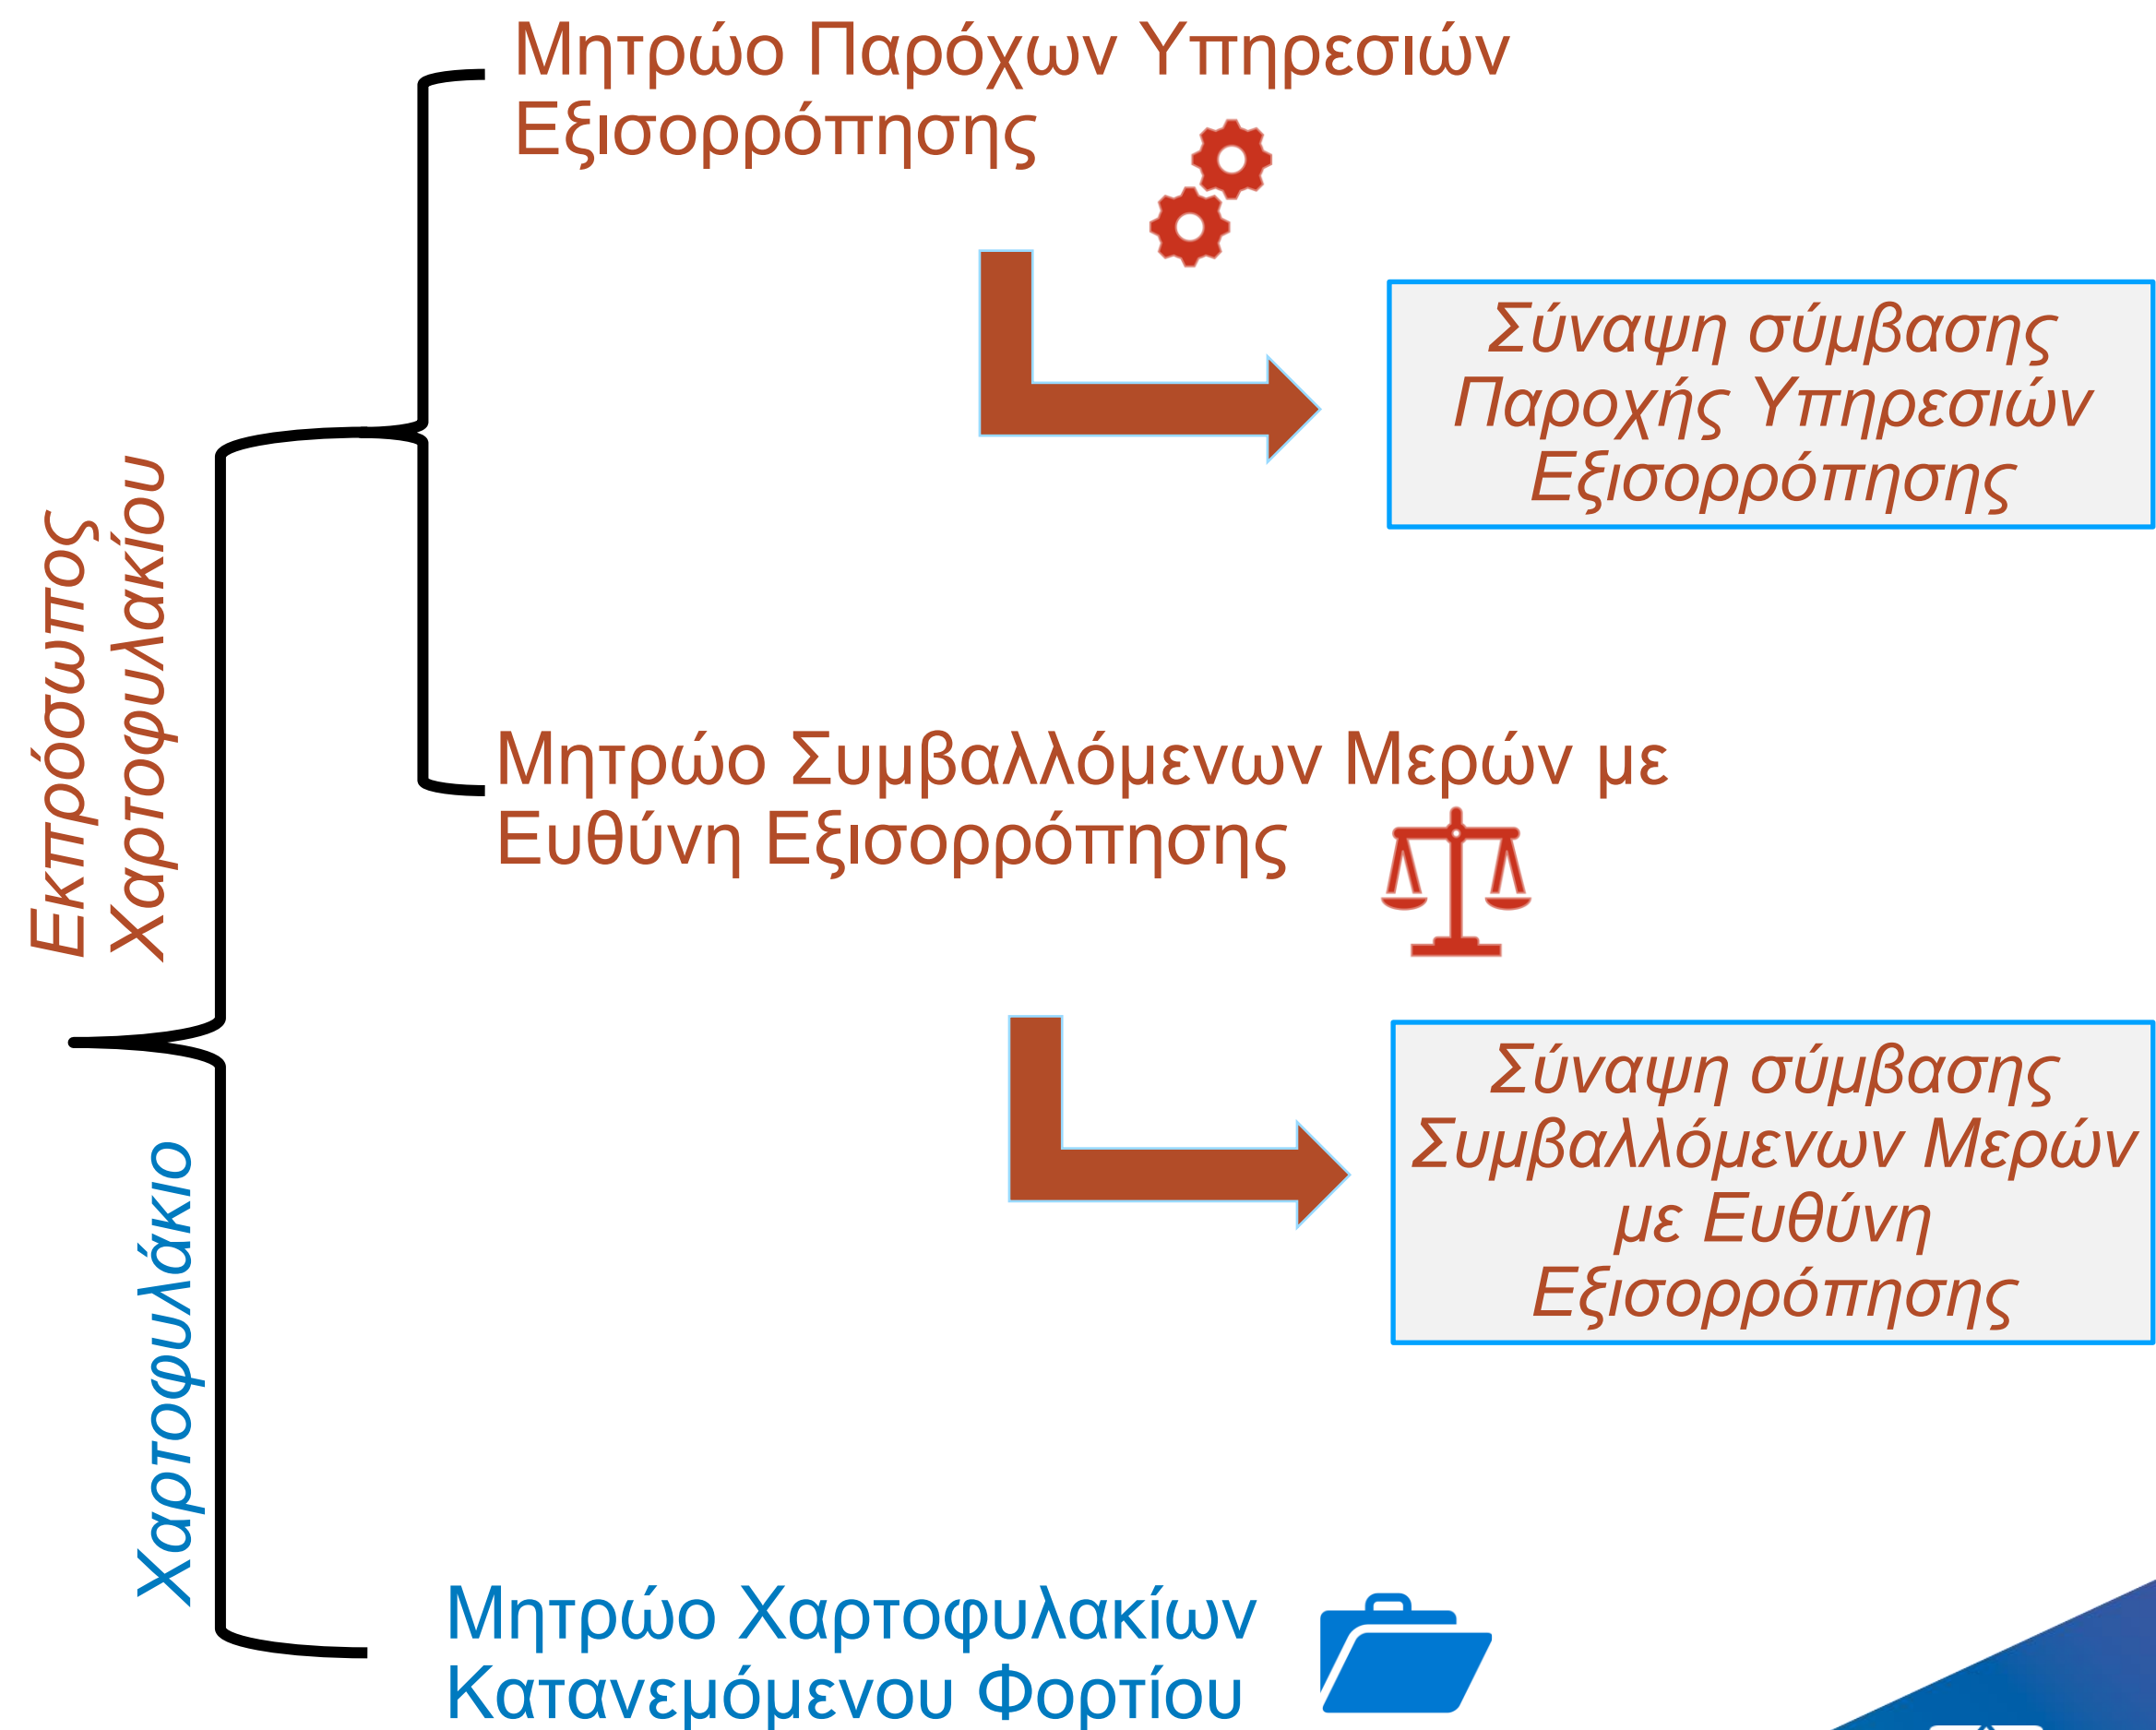 Μητρώο Παρόχων Υπηρεσιών
Εξισορρόπησης
Σύναψη σύμβασης
Παροχής Υπηρεσιών
Εξισορρόπησης
Εκπρόσωπος
Χαρτοφυλακίου
Μητρώο Συμβαλλόμενων Μερών με
Ευθύνη Εξισορρόπησης
Σύναψη σύμβασης
Συμβαλλόμενων Μερών
με Ευθύνη
Εξισορρόπησης
Χαρτοφυλάκιο
Μητρώο Χαρτοφυλακίων
Κατανεμόμενου Φορτίου